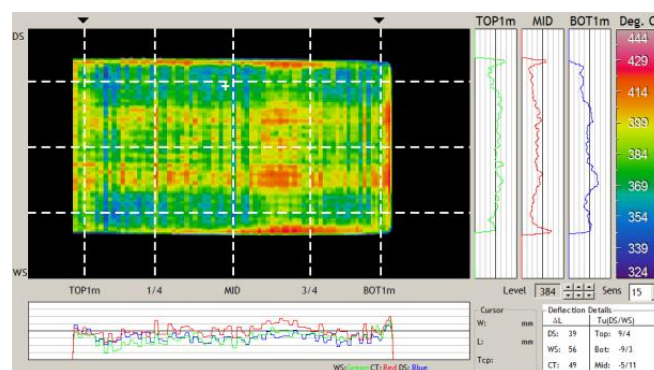 TOP1m MID BOT1m Deg. C
DS
444
429
414
399
384
369
354
339
324
WS
TOP1m 1/4 MID 3/4 BOT1m
Level 384 Sens 15
Cursor
W: mm
L: mm
Tcp:
Deflection Details
AL Tu(DS/WS)
DS: 39 Top: 9/4
WS: 56 Bot: -9/3
CT: 49 Mid: -5/11
WS:Green CT:Red DS:Blue